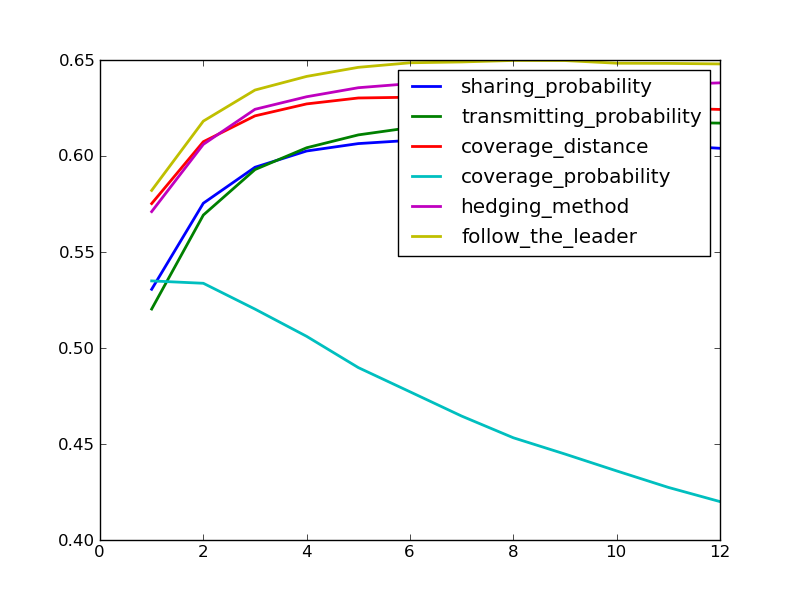 0.65
0.60
0.55
0.50
0.45
0.40
0 2 4 6 8 10 12
sharing_probability
transmitting_probability
coverage_distance
coverage_probability
hedging_method
follow_the_leader